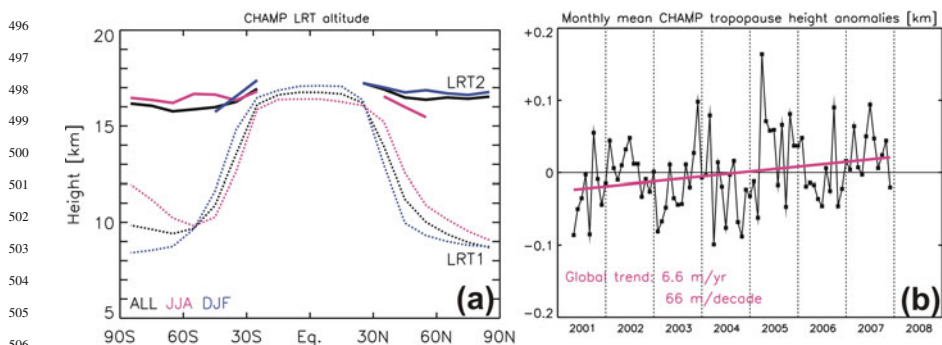 496
497
498
499
500
501
502
503
504
505
506
CHAMP LRT altitude
20
15
10
5
Height [km]
LRT2
LRT1
ALL JJA DJF
(a)
90S 60S 30S Eq. 30N 60N 90N
Monthly mean CHAMP tropopause height anomalies [km]
+0.2
+0.1
0
-0.1
-0.2
Global trend: 6.6 m/yr
66 m/decade
(b)
2001 2002 2003 2004 2005 2006 2007 2008